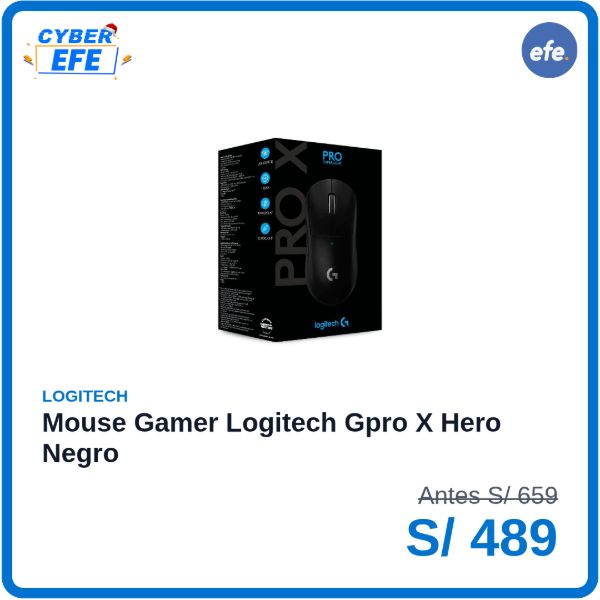 CYBER
EFE
efe.
PRO
PRO X
logitech G
LOGITECH
Mouse Gamer Logitech Gpro X Hero
Negro
Antes S/ 659
S/ 489